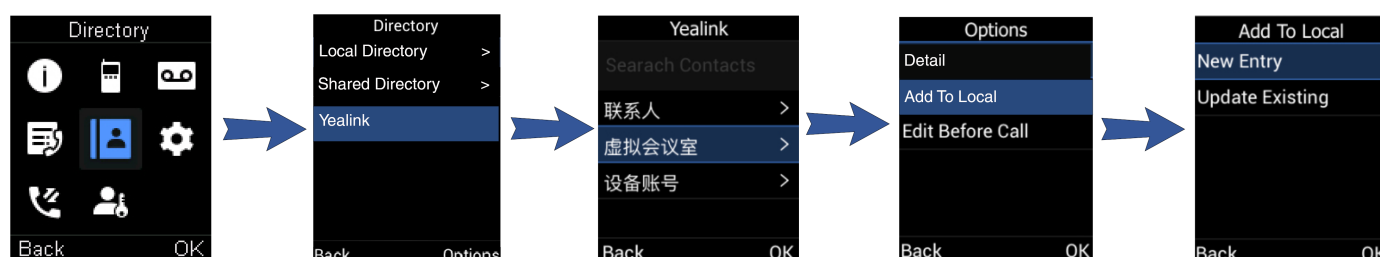 Directory
Back OK
Directory
Local Directory >
Shared Directory >
Yealink
Back Options
Yealink
Searach Contacts
联系人 >
虚拟会议室 >
设备账号 >
Back OK
Options
Detail
Add To Local
Edit Before Call
Back OK
Add To Local
New Entry
Update Existing
Back OK